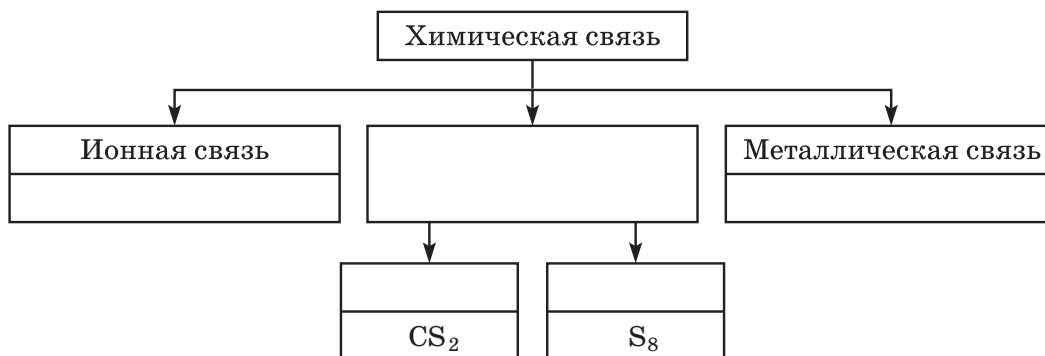 Химическая связь
Ионная связь
Металлическая связь
CS₂
S₈